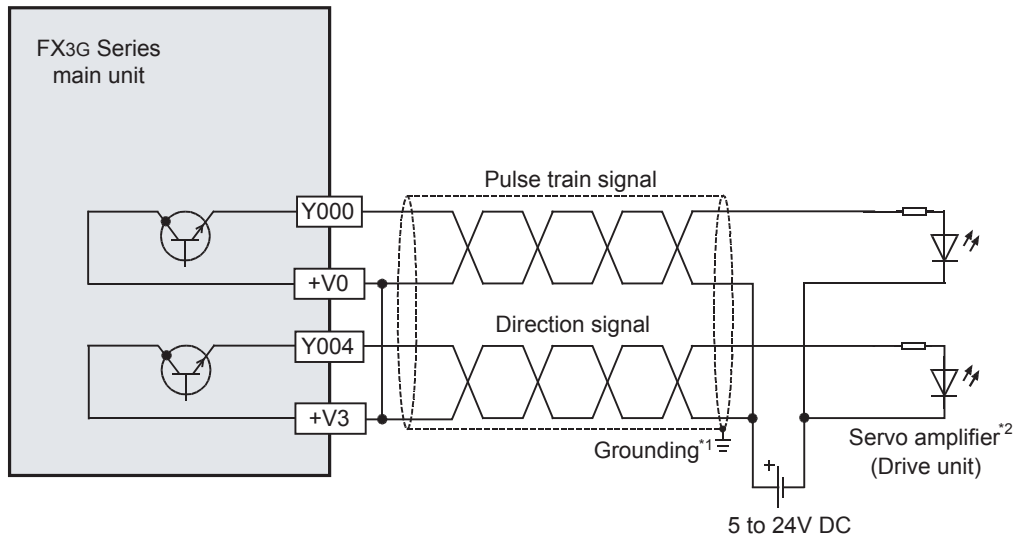 FX3G Series
main unit
Pulse train signal
Y000
+V0
Direction signal
Y004
+V3
Grounding*1
+
Servo amplifier*2
(Drive unit)
5 to 24V DC